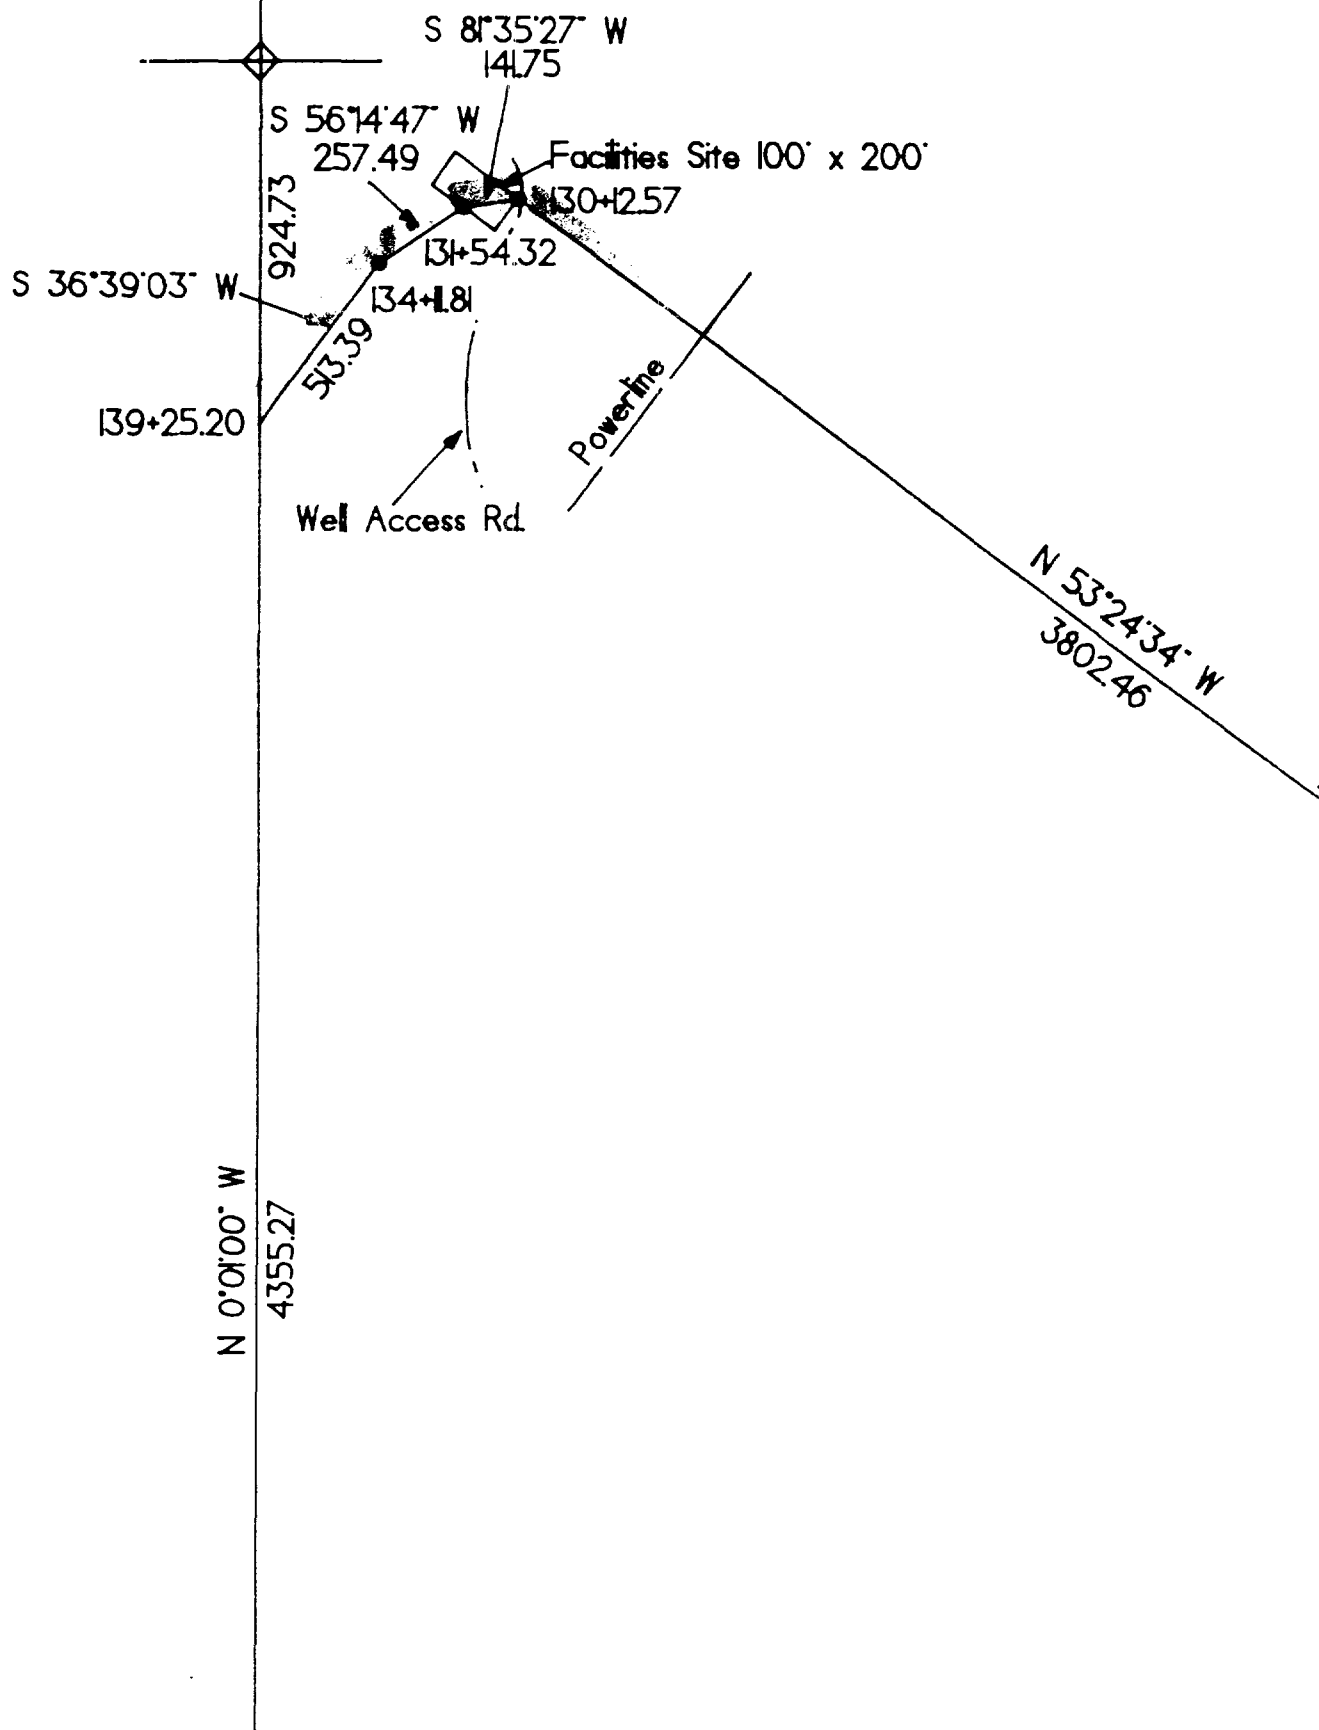 S 81°35'27" W
141.75
S 56°14'47" W
257.49
Facilities Site 100' x 200'
130+12.57
924.73
131+54.32
S 36°39'03" W
134+11.81
513.39
139+25.20
Powerline
Well Access Rd.
N 53°24'34" W
3802.46
N 0°01'00" W
4355.27